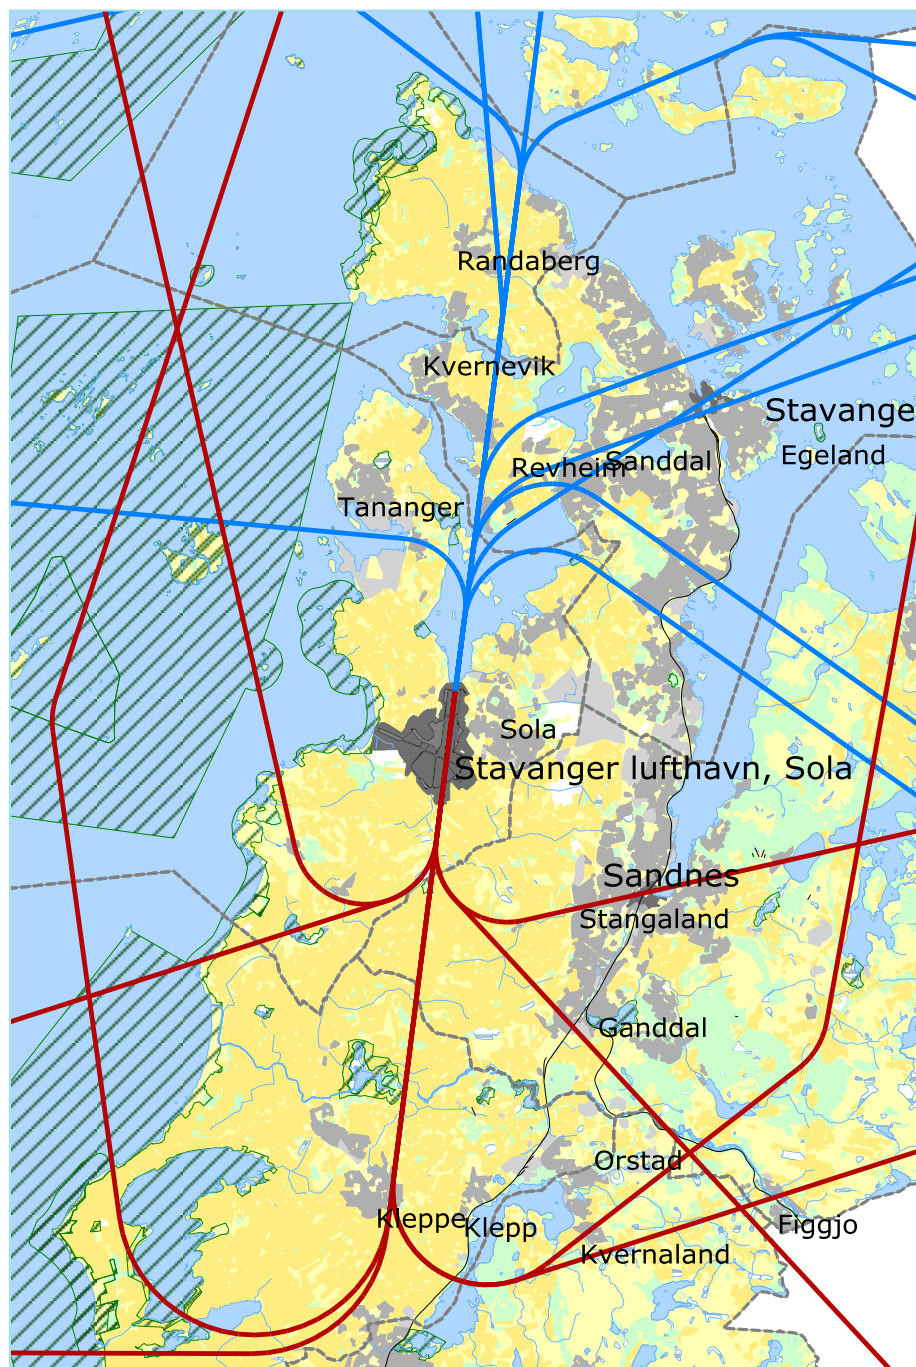 Randaberg
Kvernevik
Stavange
Egeland
Revheim
Sanddal
Tananger
Sola
Stavanger lufthavn, Sola
Sandnes
Stangaland
Ganddal
Orstad
Kleppe
Klepp
Figgjo
Kvernaland